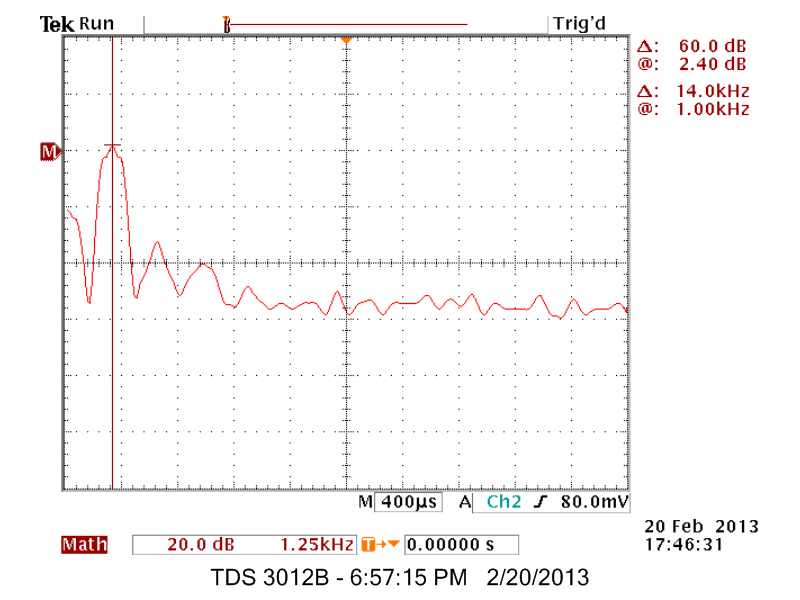 Tek Run Trig'd
Δ: 60.0 dB
@: 2.40 dB
Δ: 14.0kHz
@: 1.00kHz
M
M 400µs A Ch2 ʃ 80.0mV
Math 20.0 dB 1.25kHz T→▼ 0.00000 s
20 Feb 2013
17:46:31
TDS 3012B - 6:57:15 PM 2/20/2013